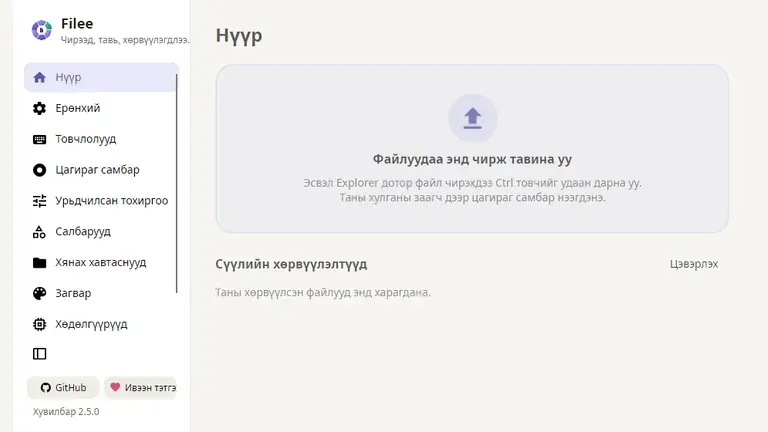 Filee
Чирээд, тавь, хөрвүүлэгдлээ.
Нүүр
Ерөнхий
Товчлолууд
Цагираг самбар
Урьдчилсан тохиргоо
Салбарууд
Хянах хавтаснууд
Загвар
Хөдөлгүүрүүд
GitHub
Ивээн тэтгэ
Хувилбар 2.5.0
Нүүр
Файлуудаа энд чирж тавина уу
Эсвэл Explorer дотор файл чирэхдээ Ctrl товчийг удаан дарна уу.
Таны хулганы заагч дээр цагираг самбар нээгдэнэ.
Сүүлийн хөрвүүлэлтүүд
Цэвэрлэх
Таны хөрвүүлсэн файлууд энд харагдана.